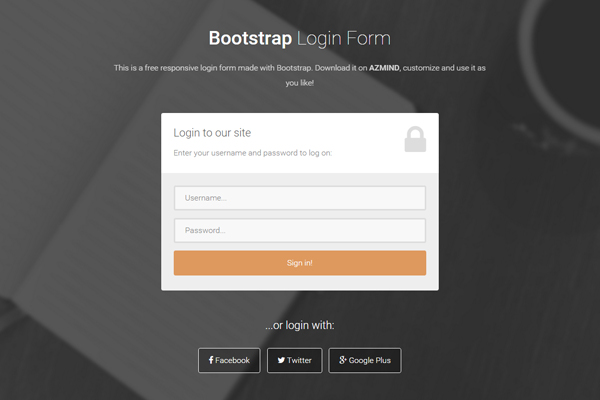 Bootstrap Login Form
This is a free responsive login form made with Bootstrap. Download it on AZMIND, customize and use it as
you like!
Login to our site
Enter your username and password to log on:
Username...
Password...
Sign in!
...or login with:
Facebook Twitter Google Plus